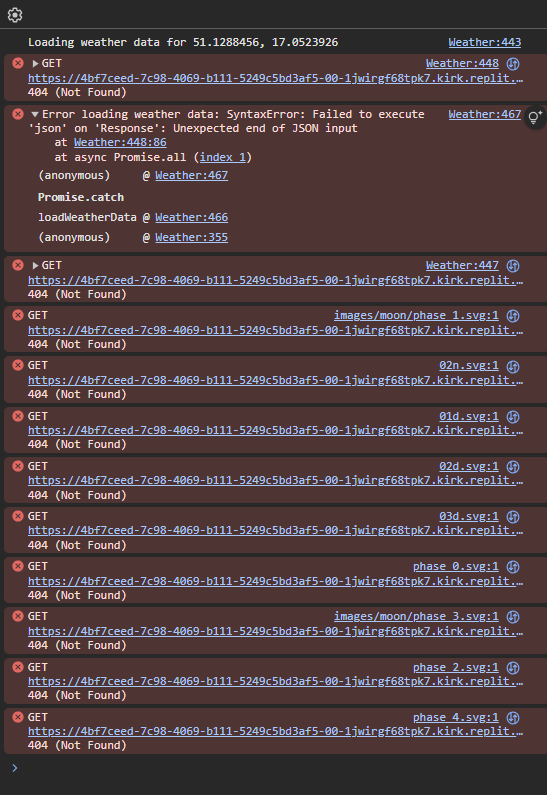 Loading weather data for 51.1288456, 17.0523926 Weather:443
GET Weather:448
https://4bf7ceed-7c98-4069-b111-5249c5bd3af5-00-1jwirgf68tpk7.kirk.replit.…
404 (Not Found)
Error loading weather data: SyntaxError: Failed to execute Weather:467
'json' on 'Response': Unexpected end of JSON input
at Weather:448:86
at async Promise.all (index 1)
(anonymous) @ Weather:467
Promise.catch
loadWeatherData @ Weather:466
(anonymous) @ Weather:355
GET Weather:447
https://4bf7ceed-7c98-4069-b111-5249c5bd3af5-00-1jwirgf68tpk7.kirk.replit.…
404 (Not Found)
GET images/moon/phase_1.svg:1
https://4bf7ceed-7c98-4069-b111-5249c5bd3af5-00-1jwirgf68tpk7.kirk.replit.…
404 (Not Found)
GET 02n.svg:1
https://4bf7ceed-7c98-4069-b111-5249c5bd3af5-00-1jwirgf68tpk7.kirk.replit.…
404 (Not Found)
GET 01d.svg:1
https://4bf7ceed-7c98-4069-b111-5249c5bd3af5-00-1jwirgf68tpk7.kirk.replit.…
404 (Not Found)
GET 02d.svg:1
https://4bf7ceed-7c98-4069-b111-5249c5bd3af5-00-1jwirgf68tpk7.kirk.replit.…
404 (Not Found)
GET 03d.svg:1
https://4bf7ceed-7c98-4069-b111-5249c5bd3af5-00-1jwirgf68tpk7.kirk.replit.…
404 (Not Found)
GET phase_0.svg:1
https://4bf7ceed-7c98-4069-b111-5249c5bd3af5-00-1jwirgf68tpk7.kirk.replit.…
404 (Not Found)
GET images/moon/phase_3.svg:1
https://4bf7ceed-7c98-4069-b111-5249c5bd3af5-00-1jwirgf68tpk7.kirk.replit.…
404 (Not Found)
GET phase_2.svg:1
https://4bf7ceed-7c98-4069-b111-5249c5bd3af5-00-1jwirgf68tpk7.kirk.replit.…
404 (Not Found)
GET phase_4.svg:1
https://4bf7ceed-7c98-4069-b111-5249c5bd3af5-00-1jwirgf68tpk7.kirk.replit.…
404 (Not Found)